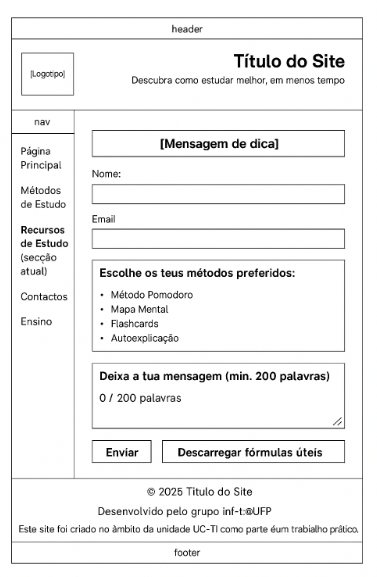 header
[Logotipo]
Título do Site
Descubra como estudar melhor, em menos tempo
nav
Página
Principal
Métodos
de Estudo
Recursos
de Estudo
(secção
atual)
Contactos
Ensino
[Mensagem de dica]
Nome:
Email
Escolhe os teus métodos preferidos:
• Método Pomodoro
• Mapa Mental
• Flashcards
• Autoexplicação
Deixa a tua mensagem (min. 200 palavras)
0 / 200 palavras
Enviar
Descarregar fórmulas úteis
© 2025 Título do Site
Desenvolvido pelo grupo inf-t:@UFP
Este site foi criado no âmbito da unidade UC-TI como parte éum trabialho prático.
footer